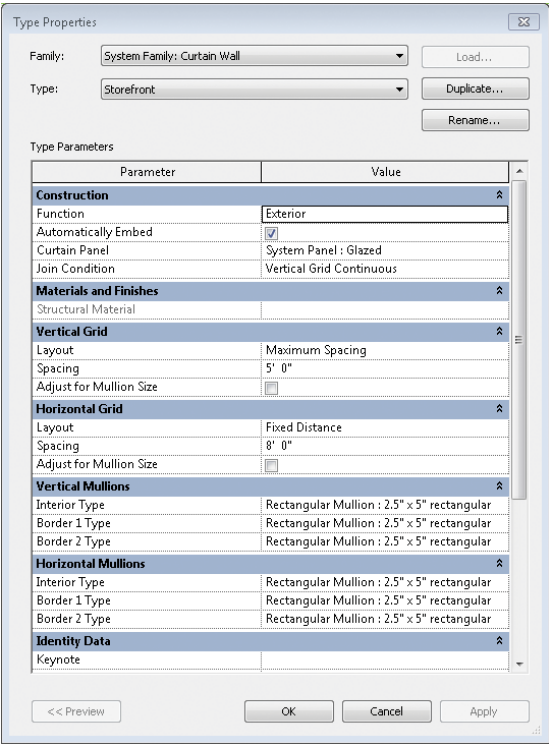 Type Properties
Family: System Family: Curtain Wall Load...
Type: Storefront Duplicate...
Rename...
Type Parameters
Parameter Value
Construction
Function Exterior
Automatically Embed
Curtain Panel System Panel : Glazed
Join Condition Vertical Grid Continuous
Materials and Finishes
Structural Material
Vertical Grid
Layout Maximum Spacing
Spacing 5' 0"
Adjust for Mullion Size
Horizontal Grid
Layout Fixed Distance
Spacing 8' 0"
Adjust for Mullion Size
Vertical Mullions
Interior Type Rectangular Mullion : 2.5" x 5" rectangular
Border 1 Type Rectangular Mullion : 2.5" x 5" rectangular
Border 2 Type Rectangular Mullion : 2.5" x 5" rectangular
Horizontal Mullions
Interior Type Rectangular Mullion : 2.5" x 5" rectangular
Border 1 Type Rectangular Mullion : 2.5" x 5" rectangular
Border 2 Type Rectangular Mullion : 2.5" x 5" rectangular
Identity Data
Keynote
<< Preview OK Cancel Apply